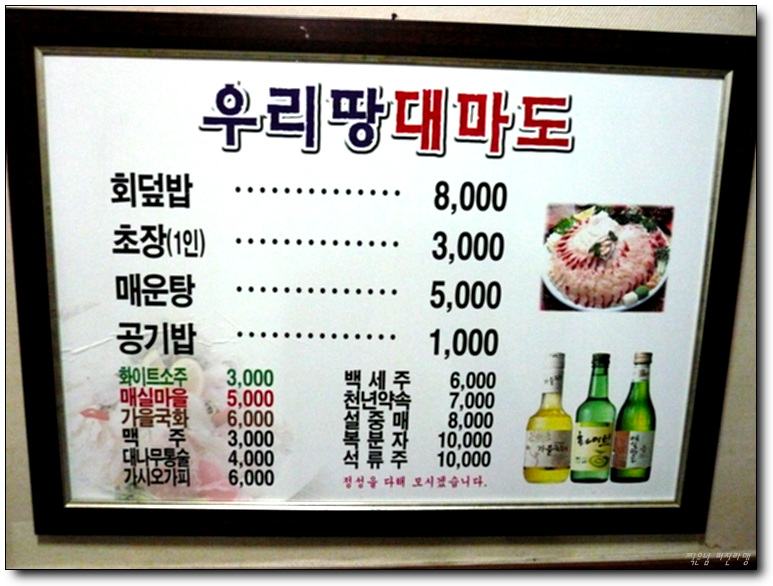 우리땅대마도
회덮밥 ·············· 8,000
초장(1인) ·············· 3,000
매운탕 ·············· 5,000
공기밥 ·············· 1,000
화이트소주 3,000
매실마을 5,000
가을국화 6,000
맥 주 3,000
대나무통술 4,000
가시오가피 6,000
백 세 주 6,000
천년약속 7,000
설 중 매 8,000
복 분 자 10,000
석 류 주 10,000
정성을 다해 모시겠습니다.